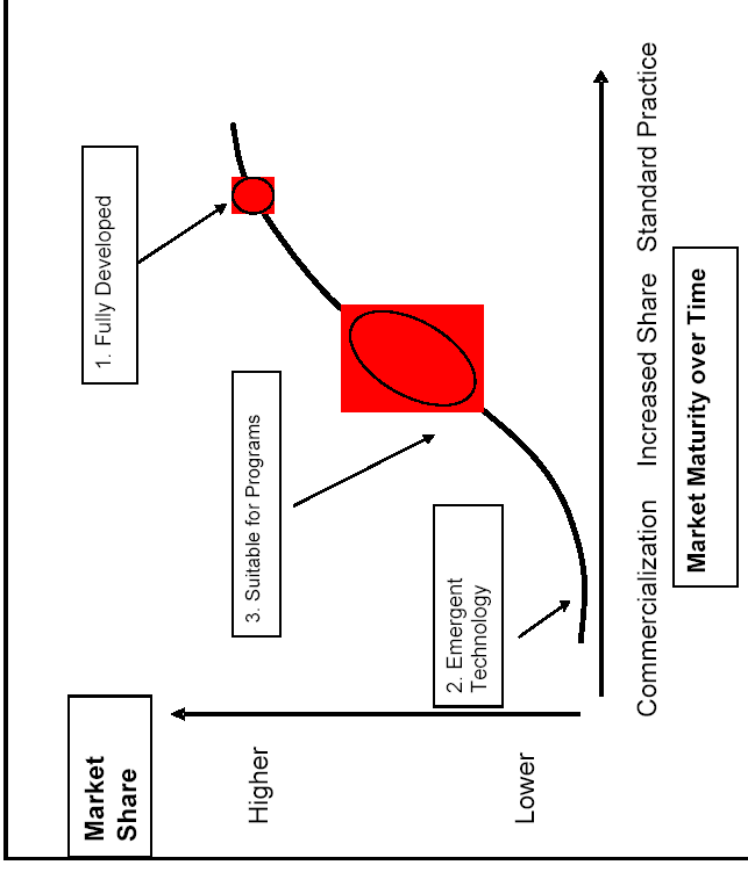 Market
Share
Higher
Lower
1. Fully Developed
3. Suitable for Programs
2. Emergent
Technology
Commercialization Increased Share Standard Practice
Market Maturity over Time